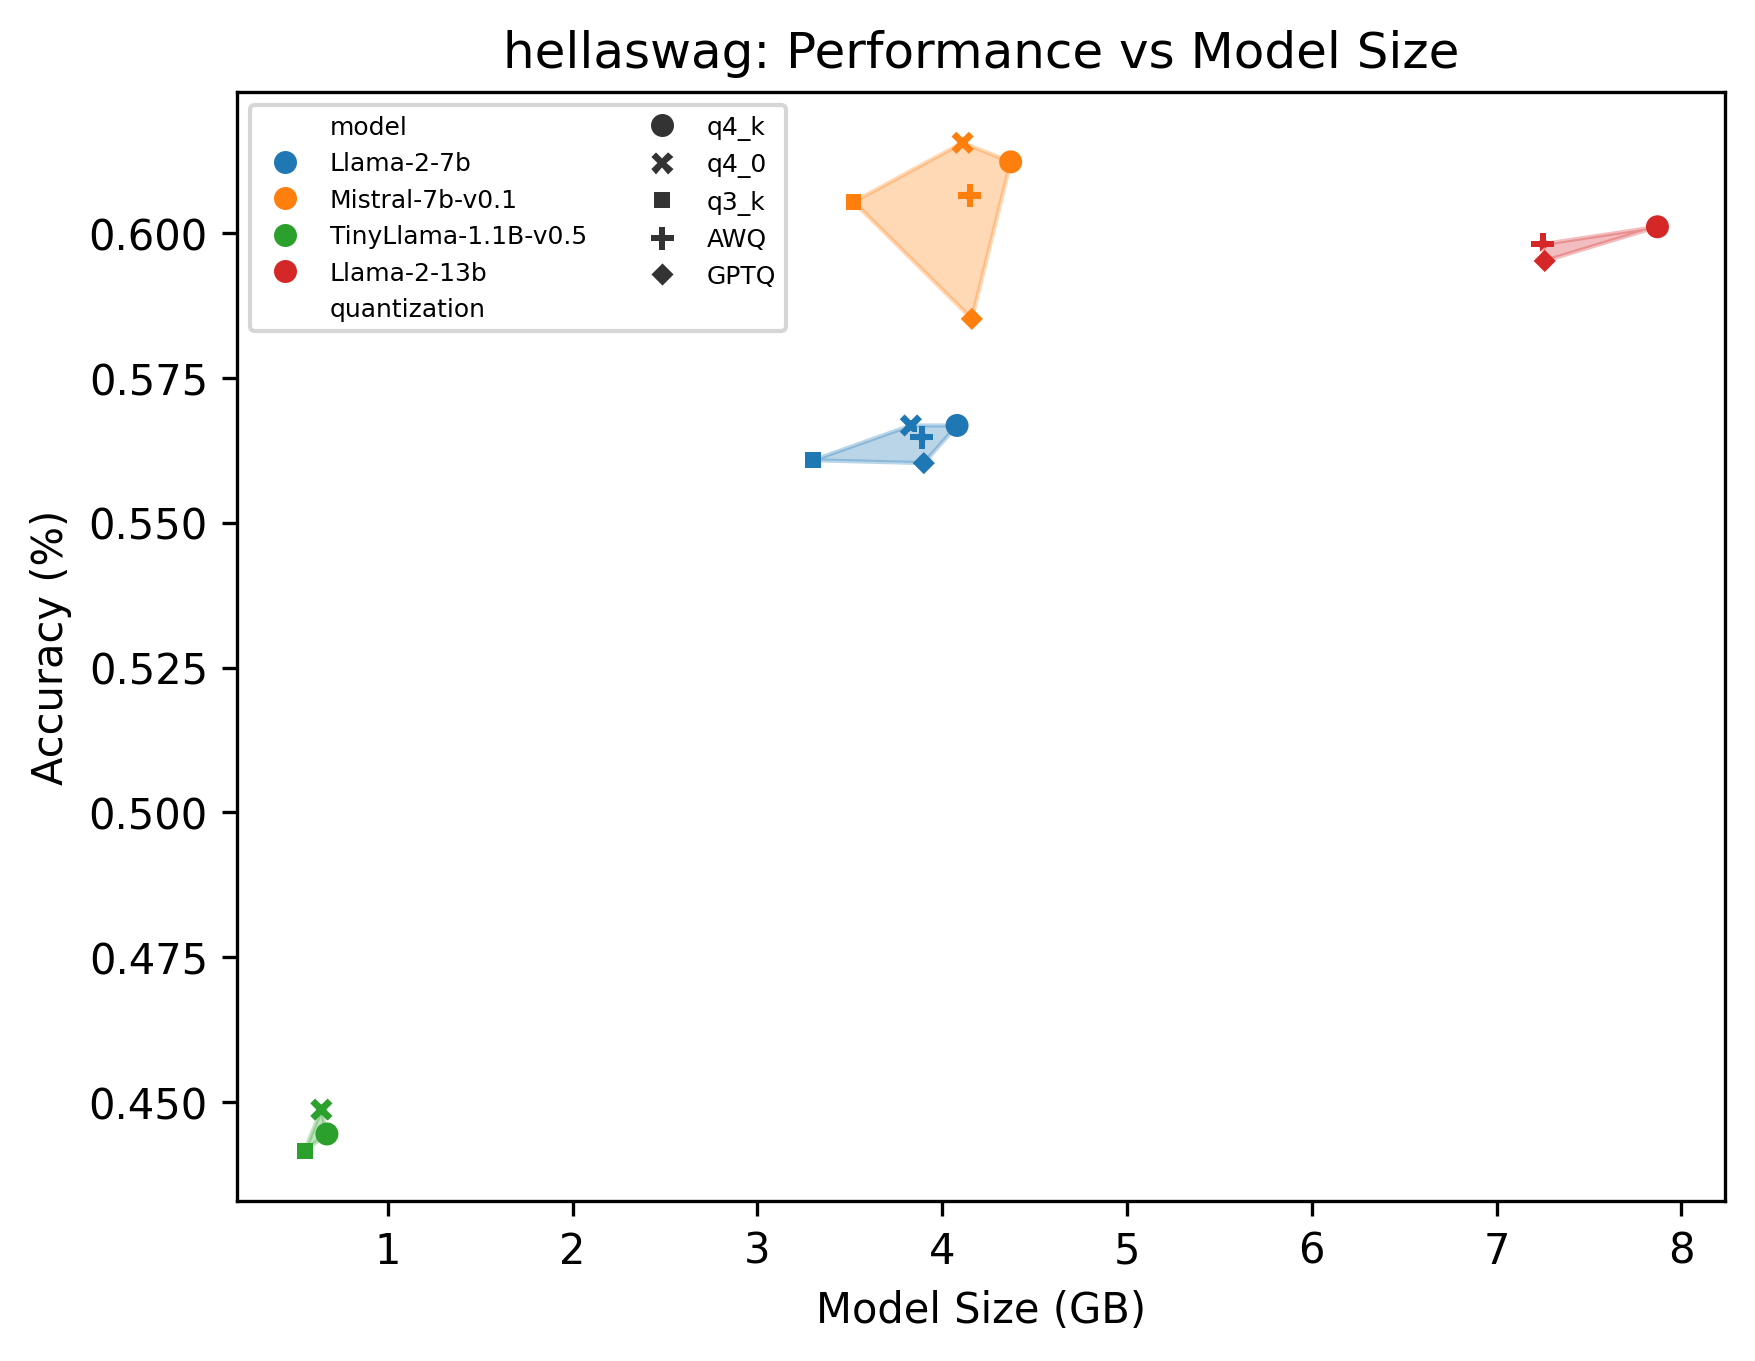 hellaswag: Performance vs Model Size
model
Llama-2-7b
Mistral-7b-v0.1
TinyLlama-1.1B-v0.5
Llama-2-13b
quantization
q4_k
q4_0
q3_k
AWQ
GPTQ
Accuracy (%)
0.600
0.575
0.550
0.525
0.500
0.475
0.450
1 2 3 4 5 6 7 8
Model Size (GB)